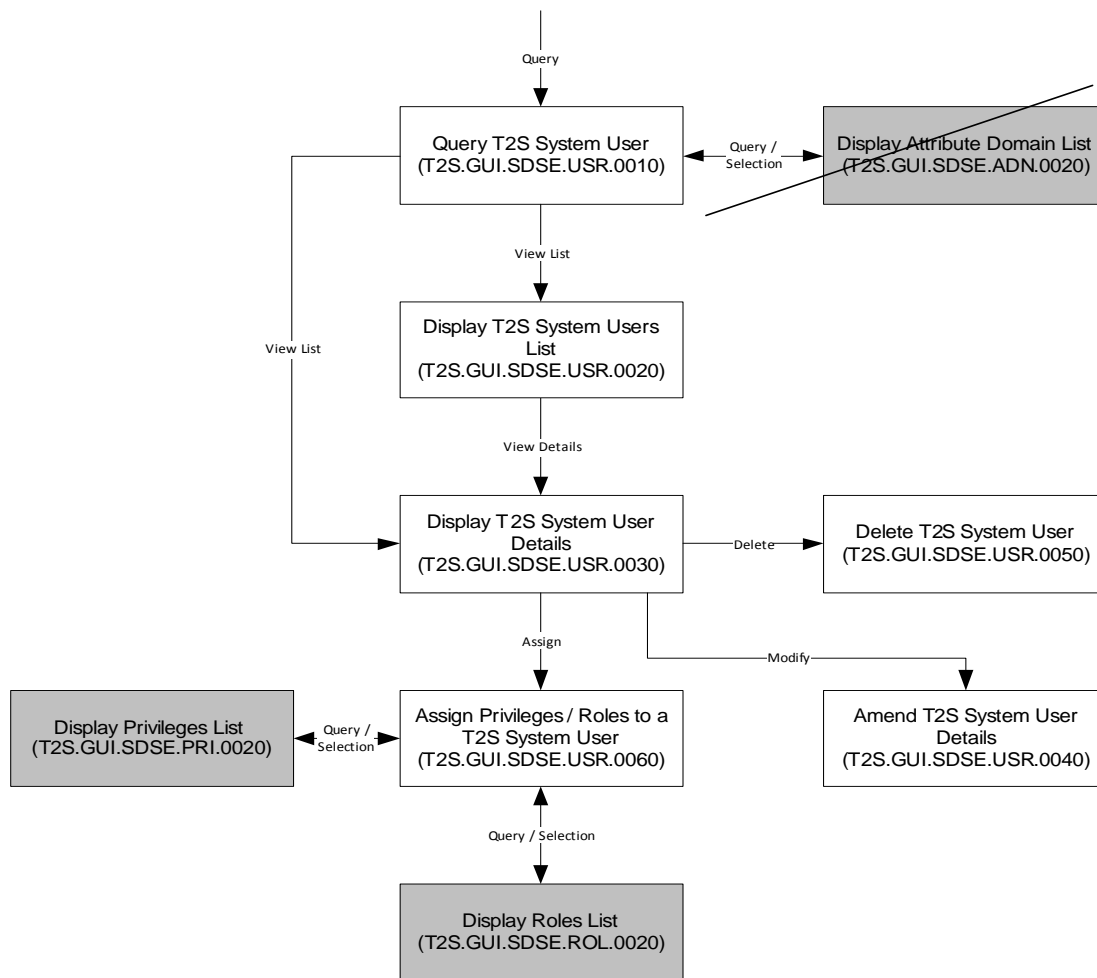 Query
Query T2S System User
(T2S.GUI.SDSE.USR.0010)
Query /
Selection
Display Attribute Domain List
(T2S.GUI.SDSE.ADN.0020)
View List
Display T2S System Users
List
(T2S.GUI.SDSE.USR.0020)
View List
View Details
Display T2S System User
Details
(T2S.GUI.SDSE.USR.0030)
Delete
Delete T2S System User
(T2S.GUI.SDSE.USR.0050)
Assign
Modify
Display Privileges List
(T2S.GUI.SDSE.PRI.0020)
Query /
Selection
Assign Privileges / Roles to a
T2S System User
(T2S.GUI.SDSE.USR.0060)
Amend T2S System User
Details
(T2S.GUI.SDSE.USR.0040)
Query / Selection
Display Roles List
(T2S.GUI.SDSE.ROL.0020)